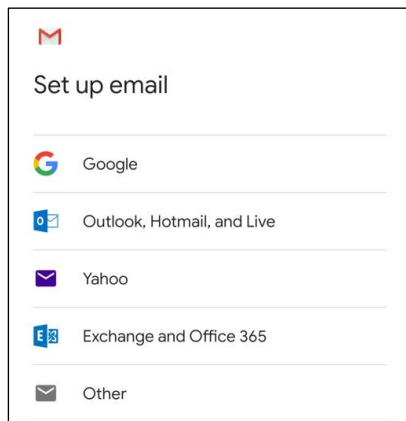 Set up email
Google
Outlook, Hotmail, and Live
Yahoo
Exchange and Office 365
Other